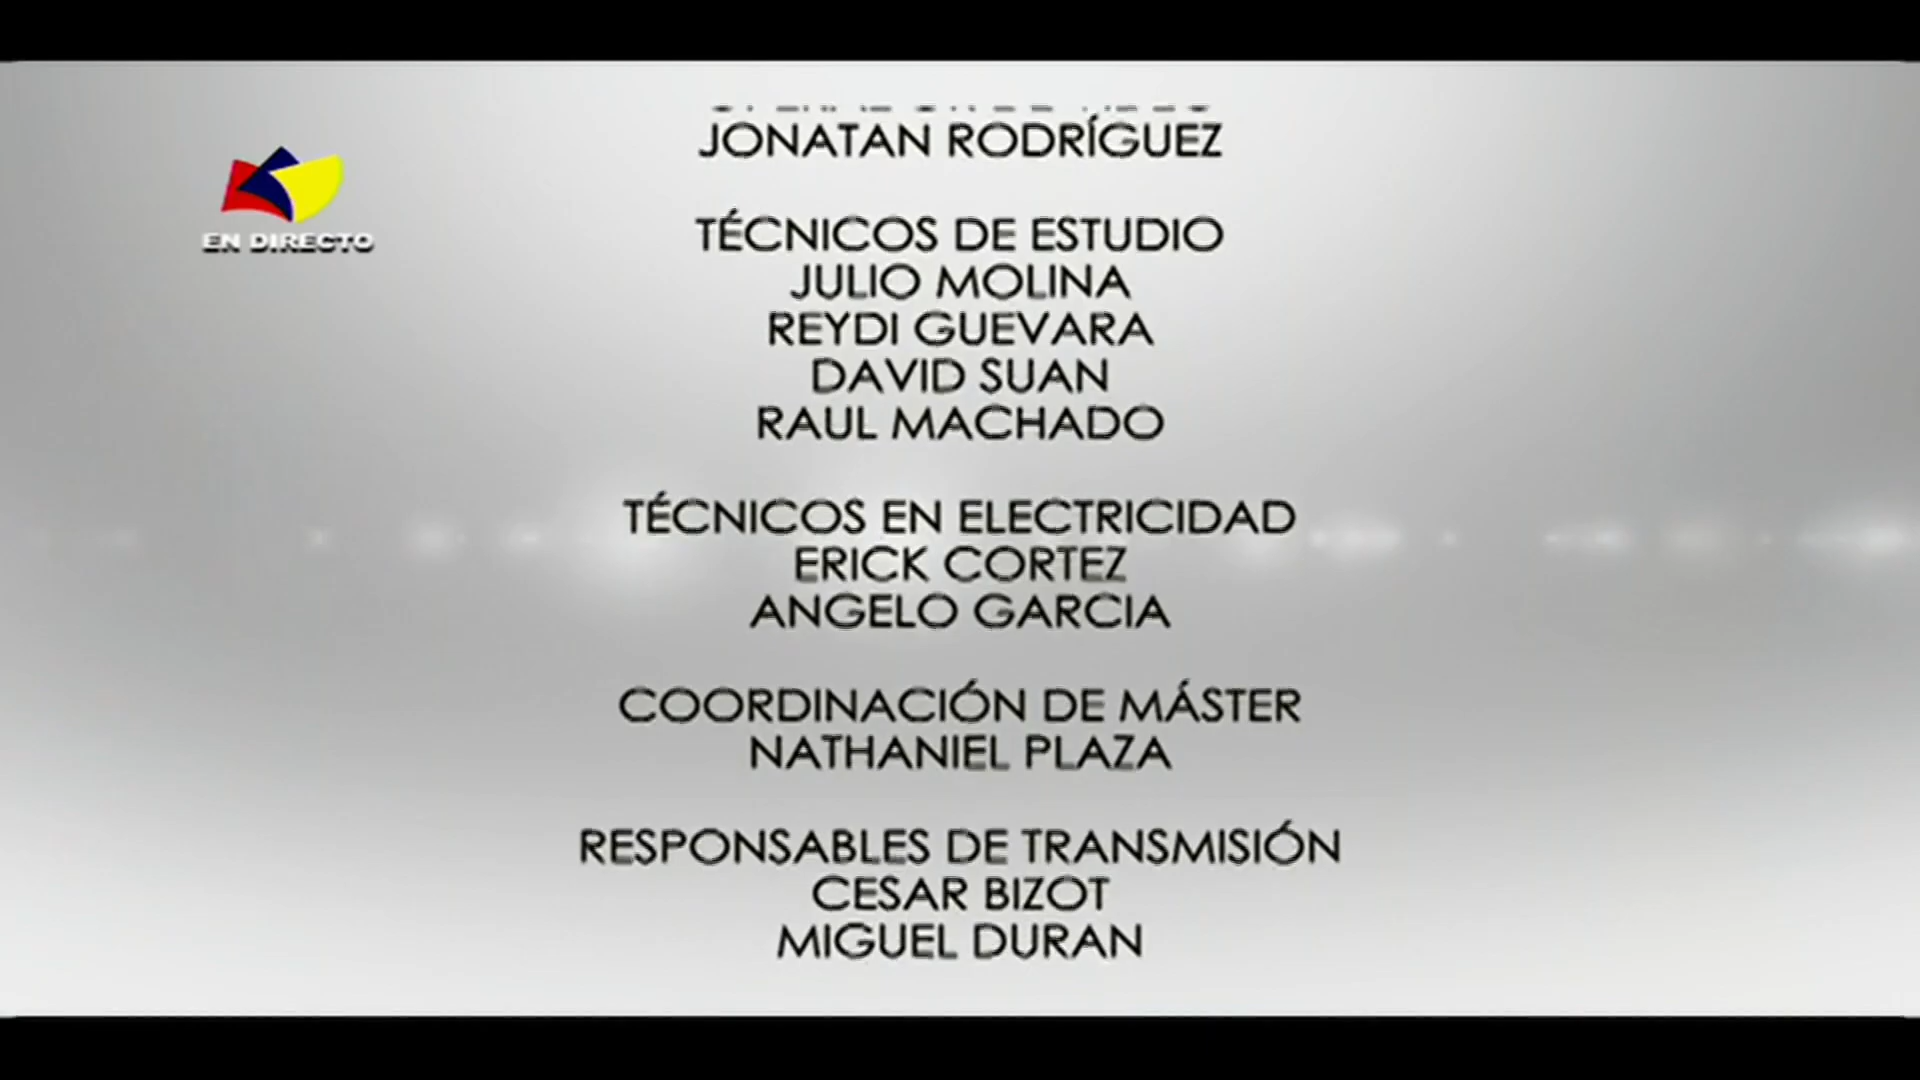 JONATAN RODRÍGUEZ
EN DIRECTO
TÉCNICOS DE ESTUDIO
JULIO MOLINA
REYDI GUEVARA
DAVID SUAN
RAUL MACHADO
TÉCNICOS EN ELECTRICIDAD
ERICK CORTEZ
ANGELO GARCIA
COORDINACIÓN DE MÁSTER
NATHANIEL PLAZA
RESPONSABLES DE TRANSMISIÓN
CESAR BIZOT
MIGUEL DURAN